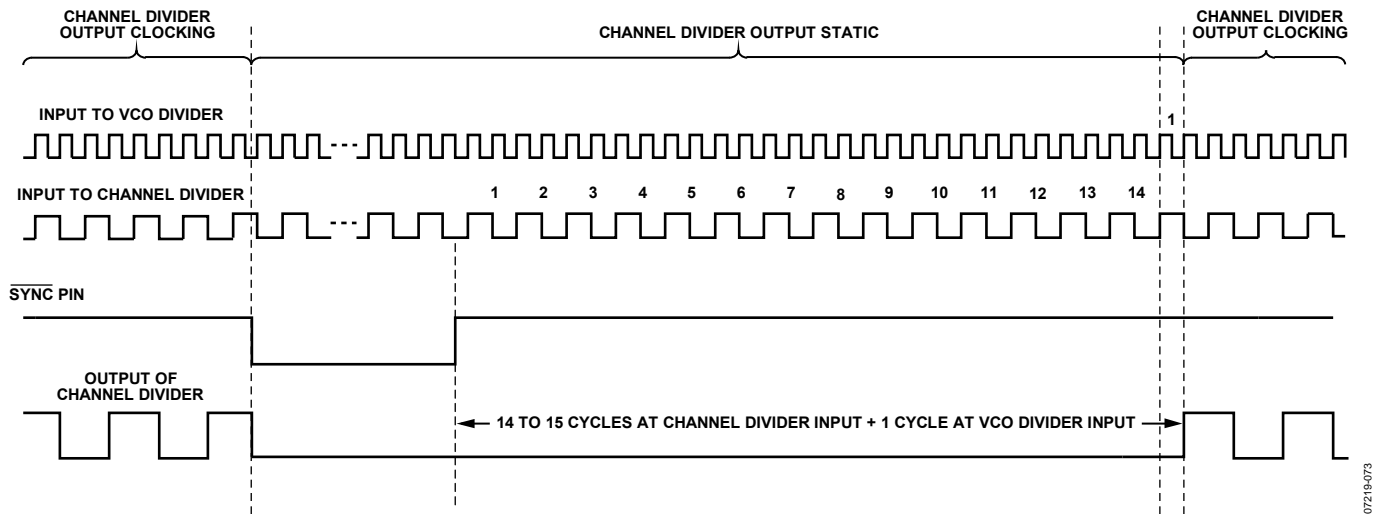 CHANNEL DIVIDER
OUTPUT CLOCKING
CHANNEL DIVIDER OUTPUT STATIC
CHANNEL DIVIDER
OUTPUT CLOCKING
INPUT TO VCO DIVIDER
1
INPUT TO CHANNEL DIVIDER
1 2 3 4 5 6 7 8 9 10 11 12 13 14
SYNC PIN
OUTPUT OF
CHANNEL DIVIDER
14 TO 15 CYCLES AT CHANNEL DIVIDER INPUT + 1 CYCLE AT VCO DIVIDER INPUT
07219-073